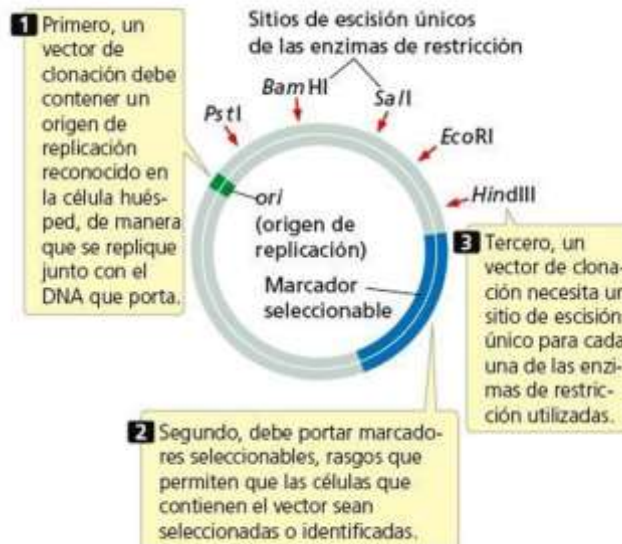 1 Primero, un
vector de
clonación debe
contener un
origen de
replicación
reconocido en
la célula hués-
ped, de manera
que se replique
junto con el
DNA que porta.
Sitios de escisión únicos
de las enzimas de restricción
PstI
BamHI
SalI
EcoRI
HindIII
ori
(origen de
replicación)
Marcador
seleccionable
3 Tercero, un
vector de clona-
ción necesita un
sitio de escisión
único para cada
una de las enzi-
mas de restric-
ción utilizadas.
2 Segundo, debe portar marcado-
res seleccionables, rasgos que
permiten que las células que
contienen el vector sean
seleccionadas o identificadas.